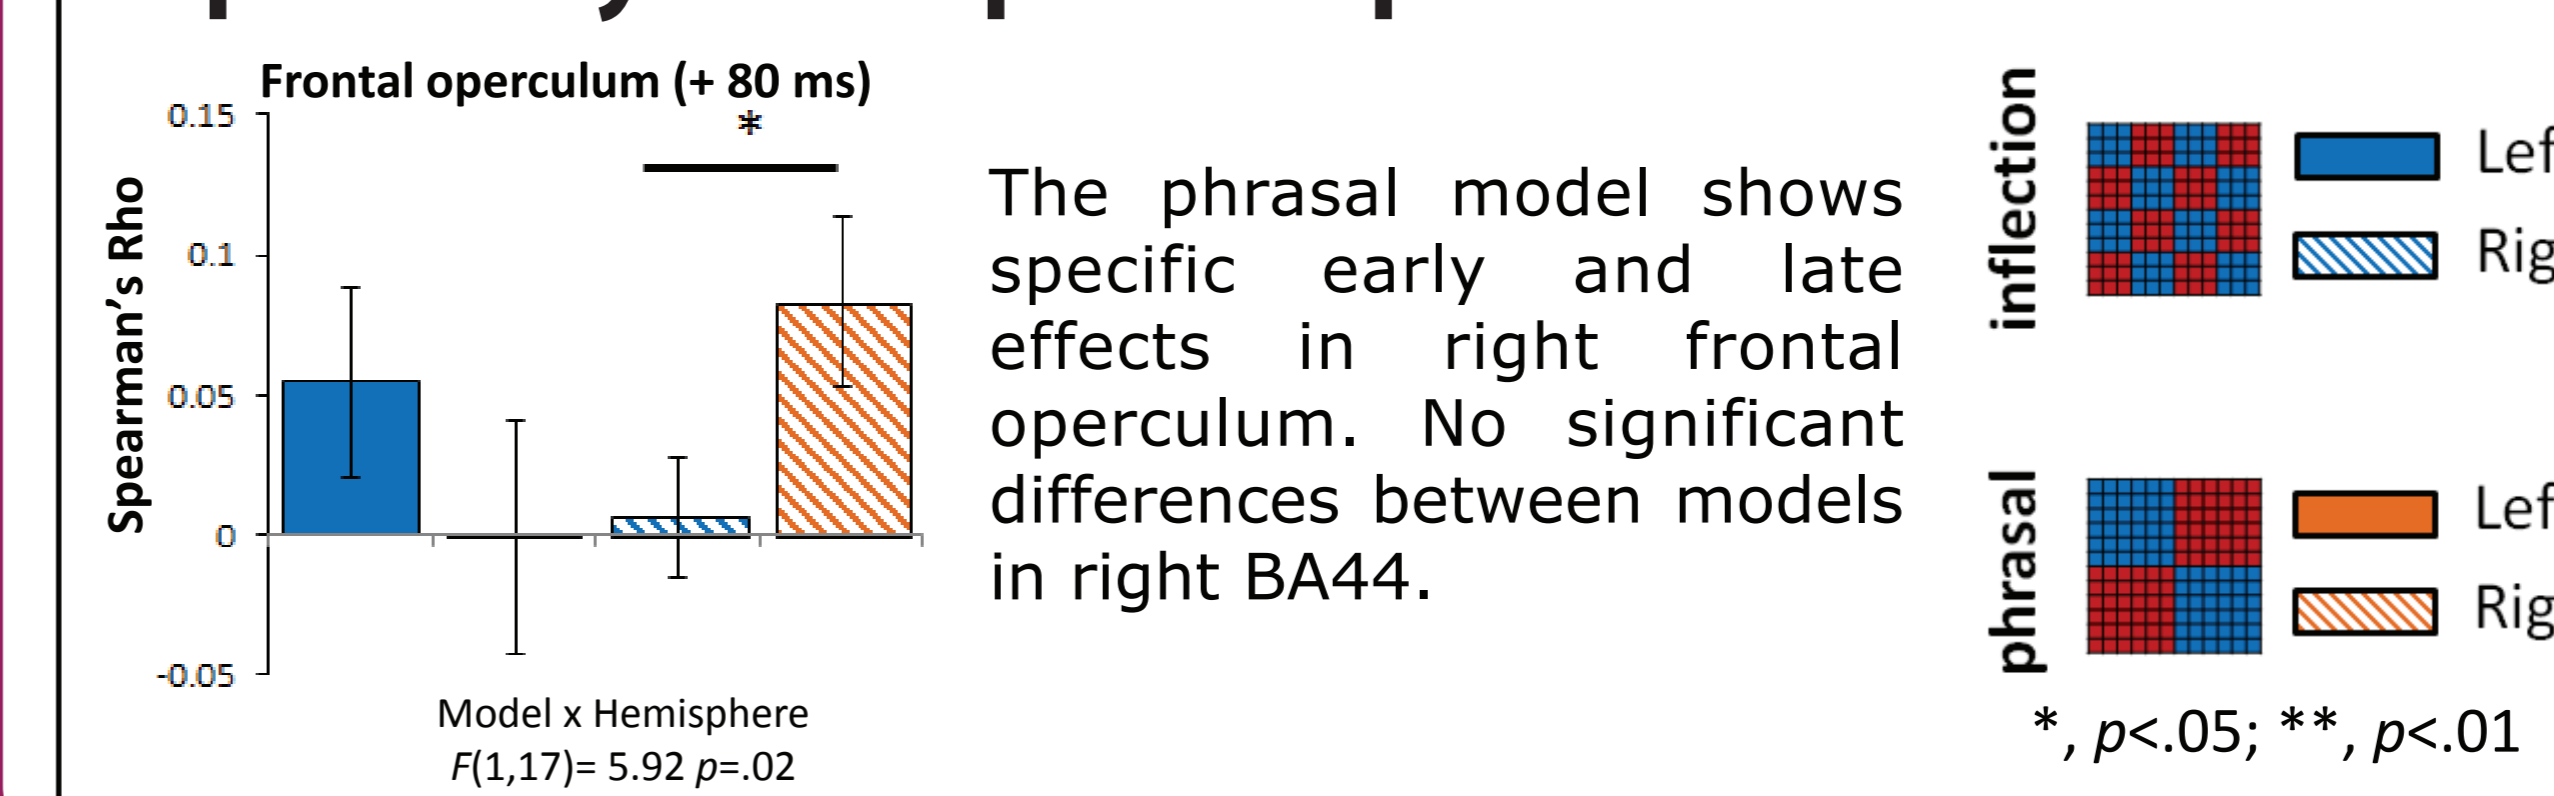 Frontal operculum (+ 80 ms)
*
0.15
0.1
0.05
0
-0.05
Spearman's Rho
Model x Hemisphere
F(1,17)= 5.92 p=.02
The phrasal model shows
specific early and late
effects in right frontal
operculum. No significant
differences between models
in right BA44.
inflection
phrasal
*, p<.05; **, p<.01